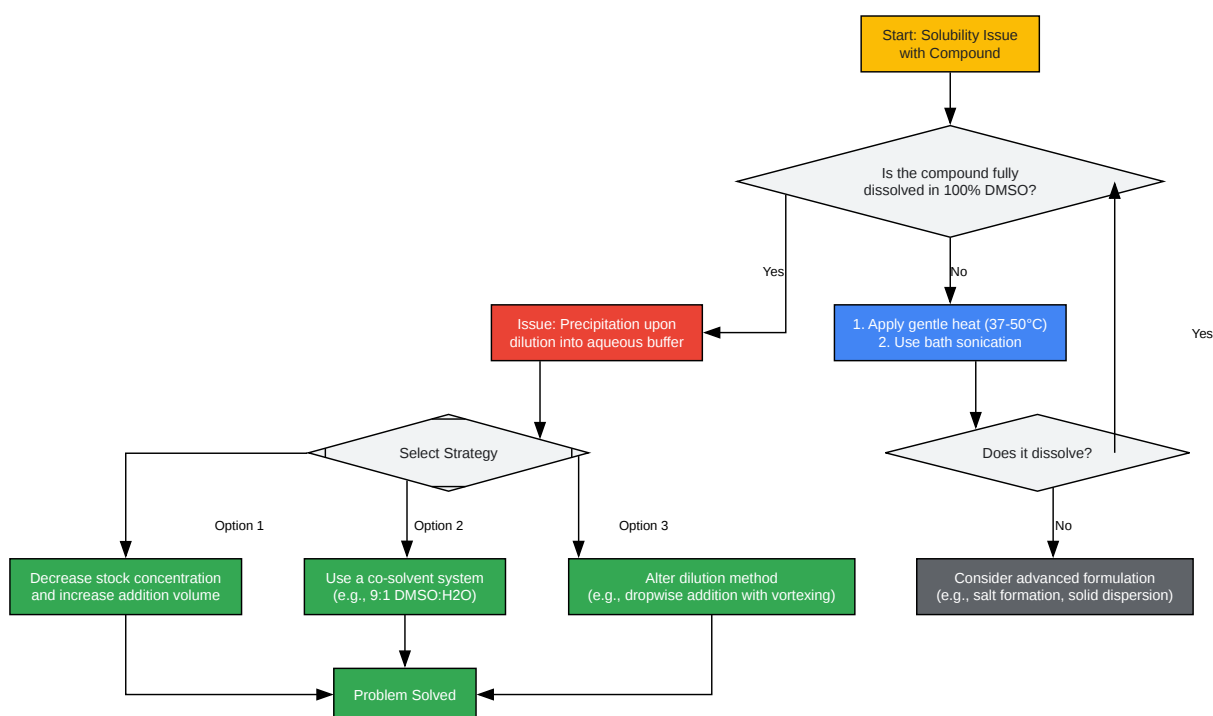 Start: Solubility Issue
with Compound
Is the compound fully
dissolved in 100% DMSO?
Yes
No
Issue: Precipitation upon
dilution into aqueous buffer
1. Apply gentle heat (37-50°C)
2. Use bath sonication
Yes
Select Strategy
Does it dissolve?
Option 1
Option 2
Option 3
No
Decrease stock concentration
and increase addition volume
Use a co-solvent system
(e.g., 9:1 DMSO:H2O)
Alter dilution method
(e.g., dropwise addition with vortexing)
Consider advanced formulation
(e.g., salt formation, solid dispersion)
Problem Solved